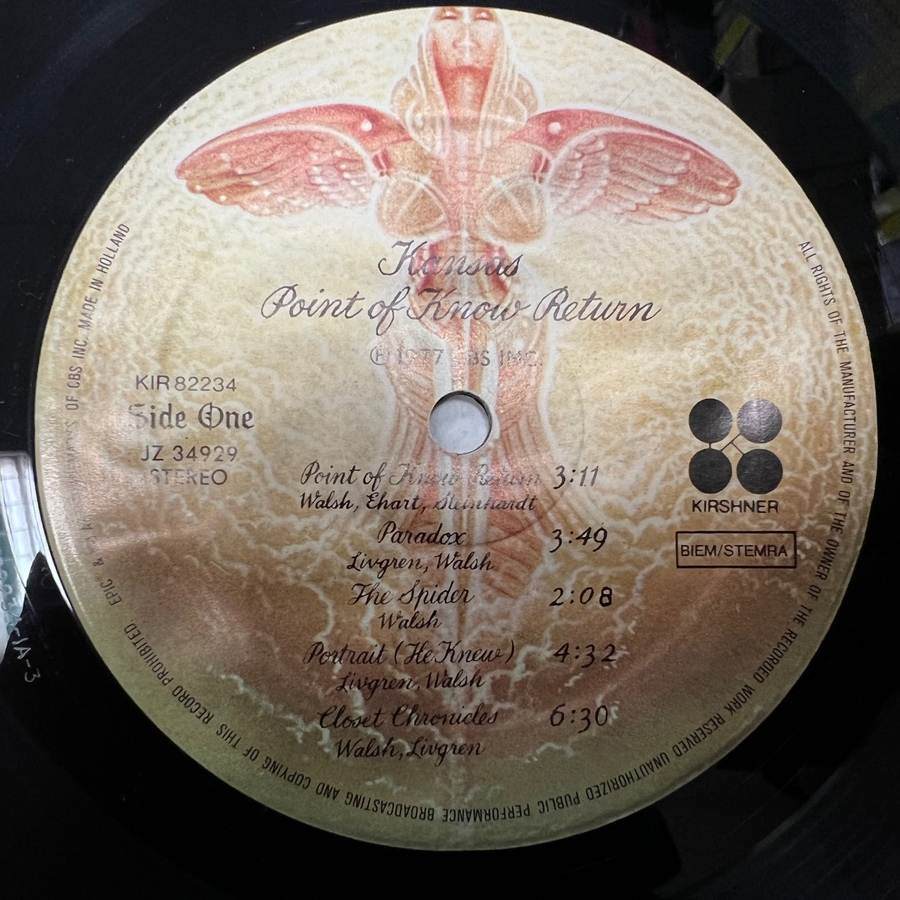 Kansas
Point of Know Return
Ⓟ 1977 CBS INC.
KIR 82234
Side One
JZ 34929
STEREO
KIRSHNER
BIEM/STEMRA
Point of Know Return 3:11
Walsh, Ehart, Steinhardt
Paradox 3:49
Livgren, Walsh
The Spider 2:08
Walsh
Portrait (He Knew) 4:32
Livgren, Walsh
Closet Chronicles 6:30
Walsh, Livgren
ALL RIGHTS OF THE MANUFACTURER AND OF THE OWNER OF THE RECORDED WORK RESERVED UNAUTHORIZED PUBLIC PERFORMANCE BROADCASTING AND COPYING OF THIS RECORD PROHIBITED
EPIC & OF CBS INC. MADE IN HOLLAND
1A-3